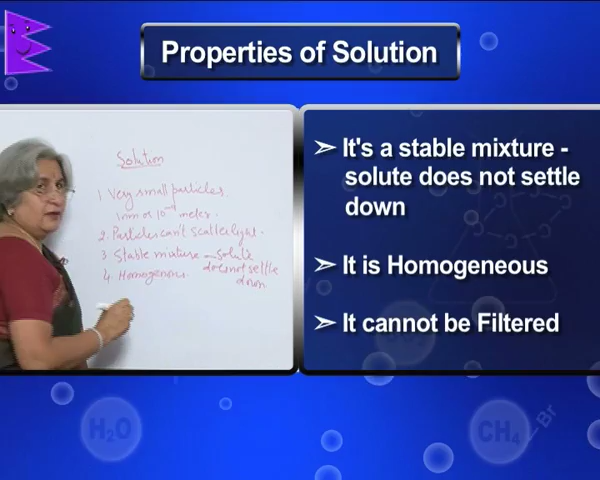 Properties of Solution
Solution
1 Very small particles
1nm or 10⁻⁹ meter.
2. Particles can't scatter light.
3 Stable mixture – solute
does not settle
down
4 Homogenous.
➢ It's a stable mixture -
solute does not settle
down
➢ It is Homogeneous
➢ It cannot be Filtered
H₂O
CH₄
Br